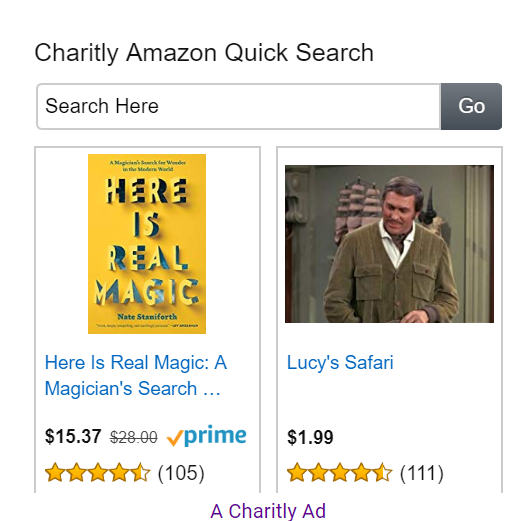 Charitly Amazon Quick Search
Search Here
Go
A Magician's Search for Wonder
in the Modern World
HERE
IS
REAL
MAGIC
Nate Staniforth
Here Is Real Magic: A
Magician's Search …
$15.37 $28.00 prime
(105)
Lucy's Safari
$1.99
(111)
A Charitly Ad